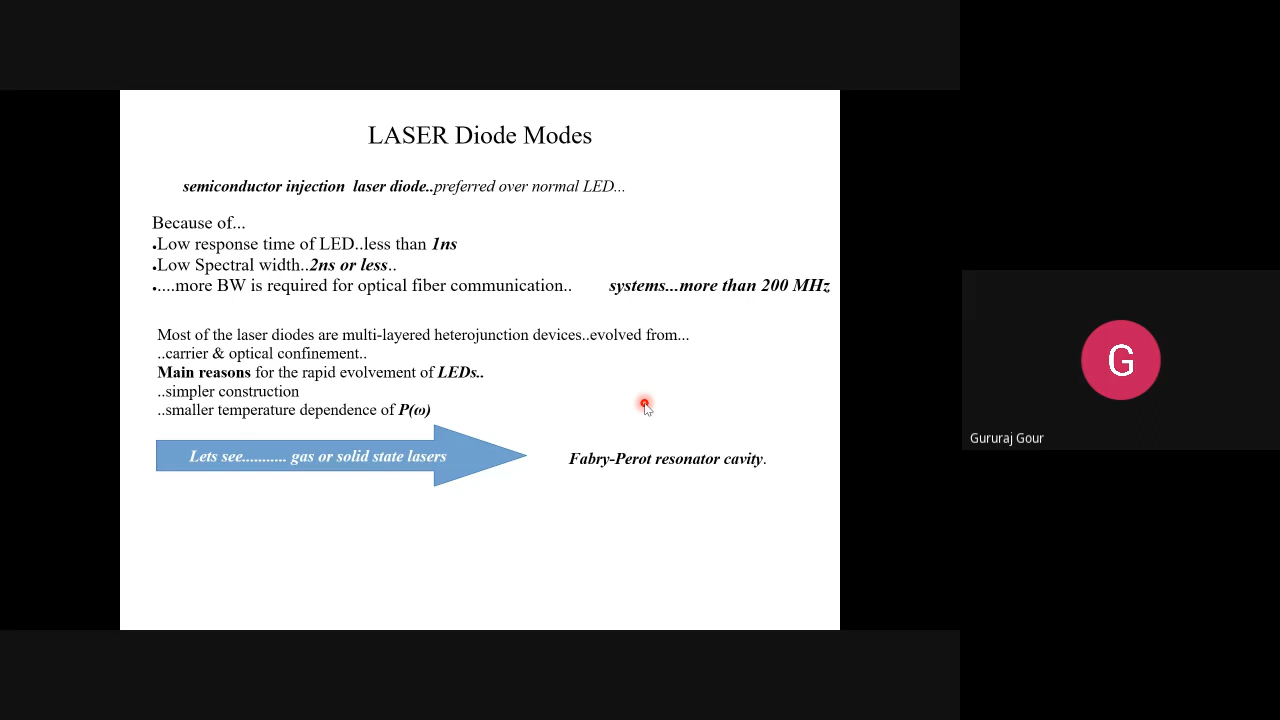 LASER Diode Modes
semiconductor injection laser diode..preferred over normal LED...
Because of...
•Low response time of LED..less than 1ns
•Low Spectral width..2ns or less..
•....more BW is required for optical fiber communication.. systems...more than 200 MHz
Most of the laser diodes are multi-layered heterojunction devices..evolved from...
..carrier & optical confinement..
Main reasons for the rapid evolvement of LEDs..
..simpler construction
..smaller temperature dependence of P(ω)
Lets see........... gas or solid state lasers
Fabry-Perot resonator cavity.
G
Gururaj Gour